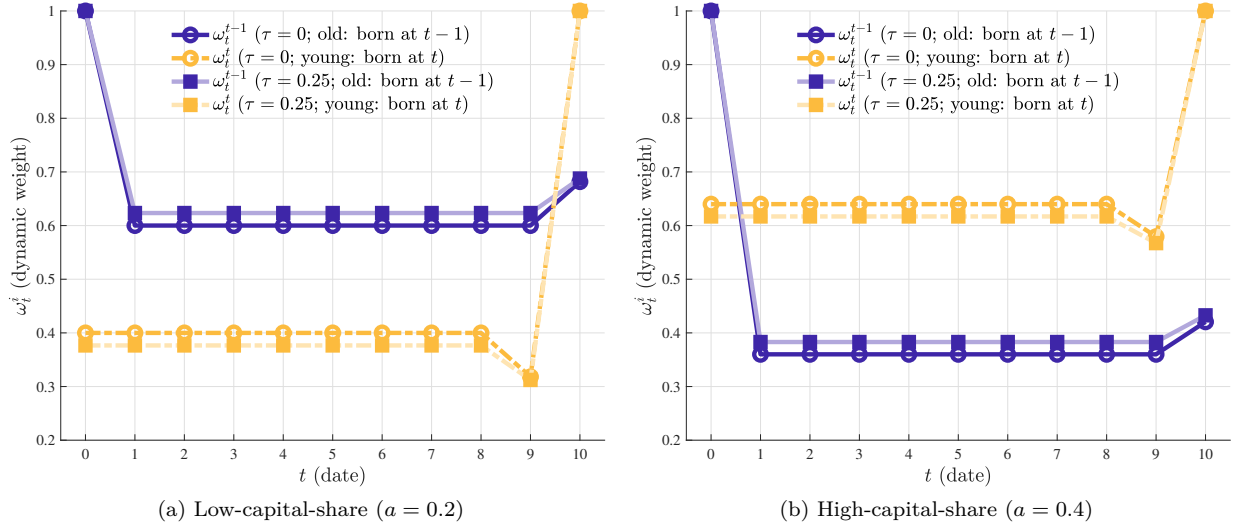 1
0.9
0.8
0.7
0.6
0.5
0.4
0.3
0.2
ω_t^i (dynamic weight)
ω_t^{t−1} (τ = 0; old: born at t − 1)
ω_t^t (τ = 0; young: born at t)
ω_t^{t−1} (τ = 0.25; old: born at t − 1)
ω_t^t (τ = 0.25; young: born at t)
0 1 2 3 4 5 6 7 8 9 10
t (date)
(a) Low-capital-share (a = 0.2)
1
0.9
0.8
0.7
0.6
0.5
0.4
0.3
0.2
ω_t^i (dynamic weight)
ω_t^{t−1} (τ = 0; old: born at t − 1)
ω_t^t (τ = 0; young: born at t)
ω_t^{t−1} (τ = 0.25; old: born at t − 1)
ω_t^t (τ = 0.25; young: born at t)
0 1 2 3 4 5 6 7 8 9 10
t (date)
(b) High-capital-share (a = 0.4)